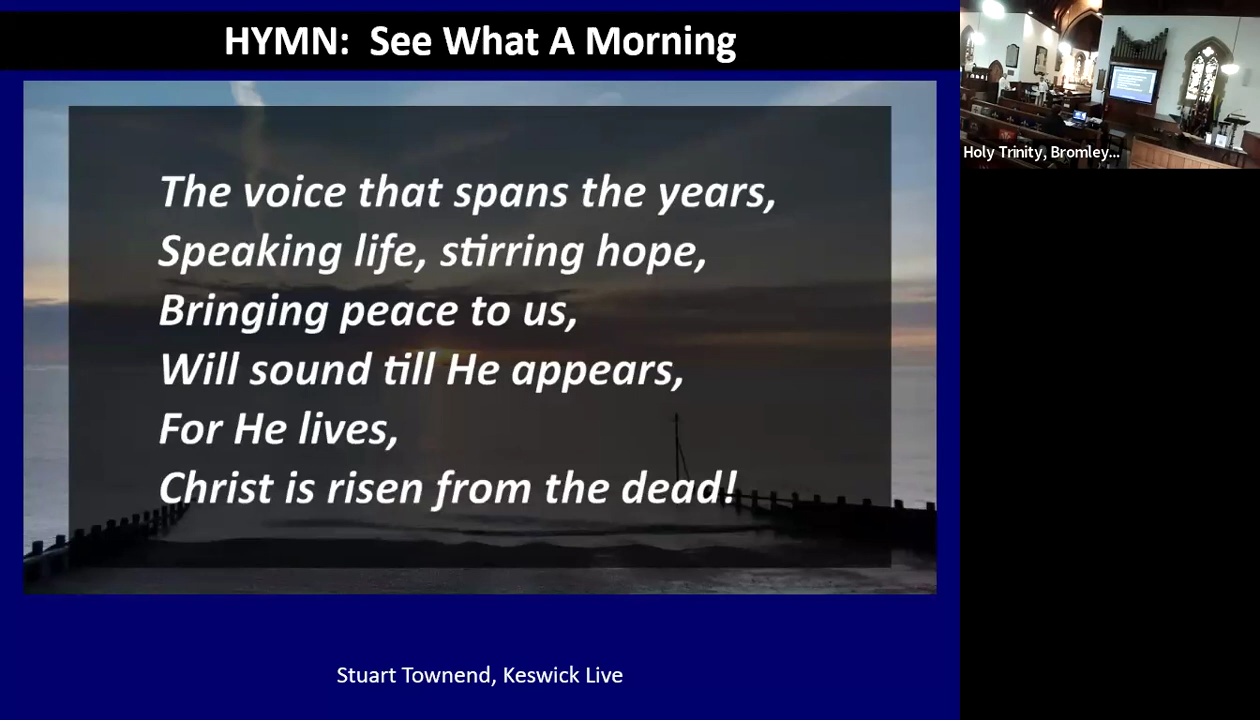 HYMN: See What A Morning
The voice that spans the years,
Speaking life, stirring hope,
Bringing peace to us,
Will sound till He appears,
For He lives,
Christ is risen from the dead!
Stuart Townend, Keswick Live
Holy Trinity, Bromley...